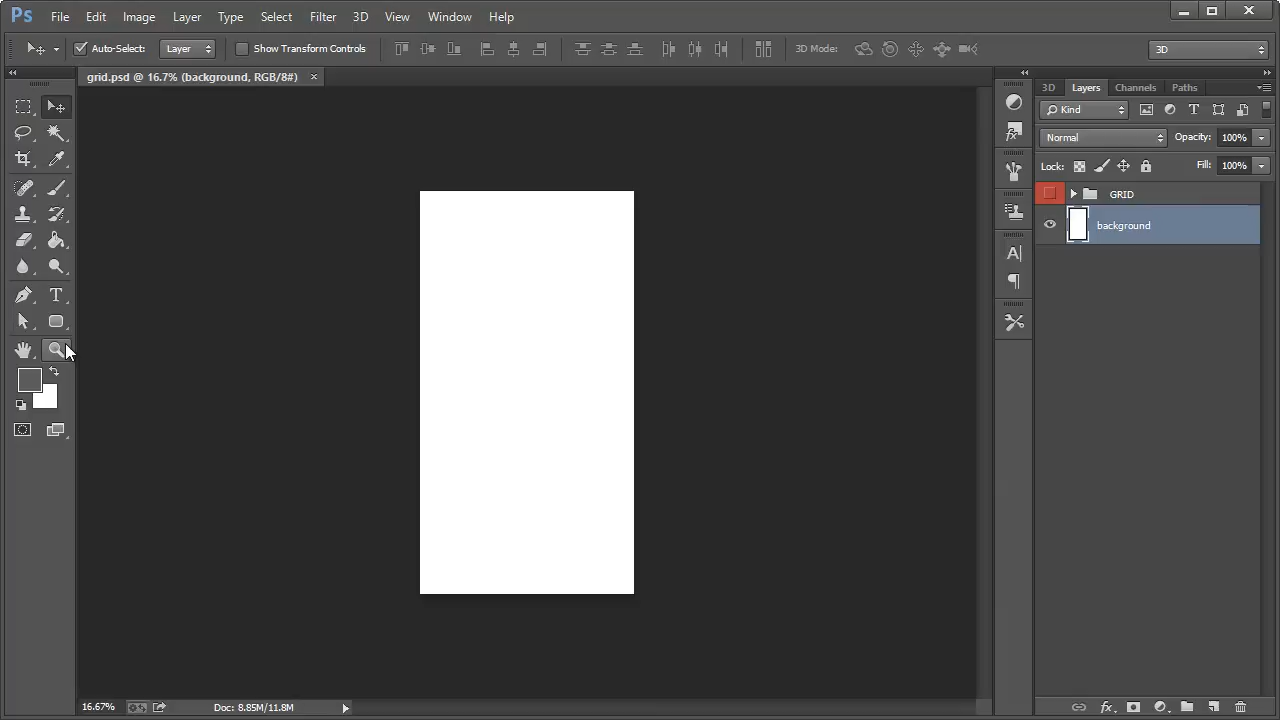 Ps File Edit Image Layer Type Select Filter 3D View Window Help
Auto-Select: Layer Show Transform Controls 3D Mode: 3D
grid.psd @ 16.7% (background, RGB/8#) ×
3D Layers Channels Paths
Kind T
Normal Opacity: 100%
Lock: Fill: 100%
GRID
background
A
T
16.67% Doc: 8.85M/11.8M
fx